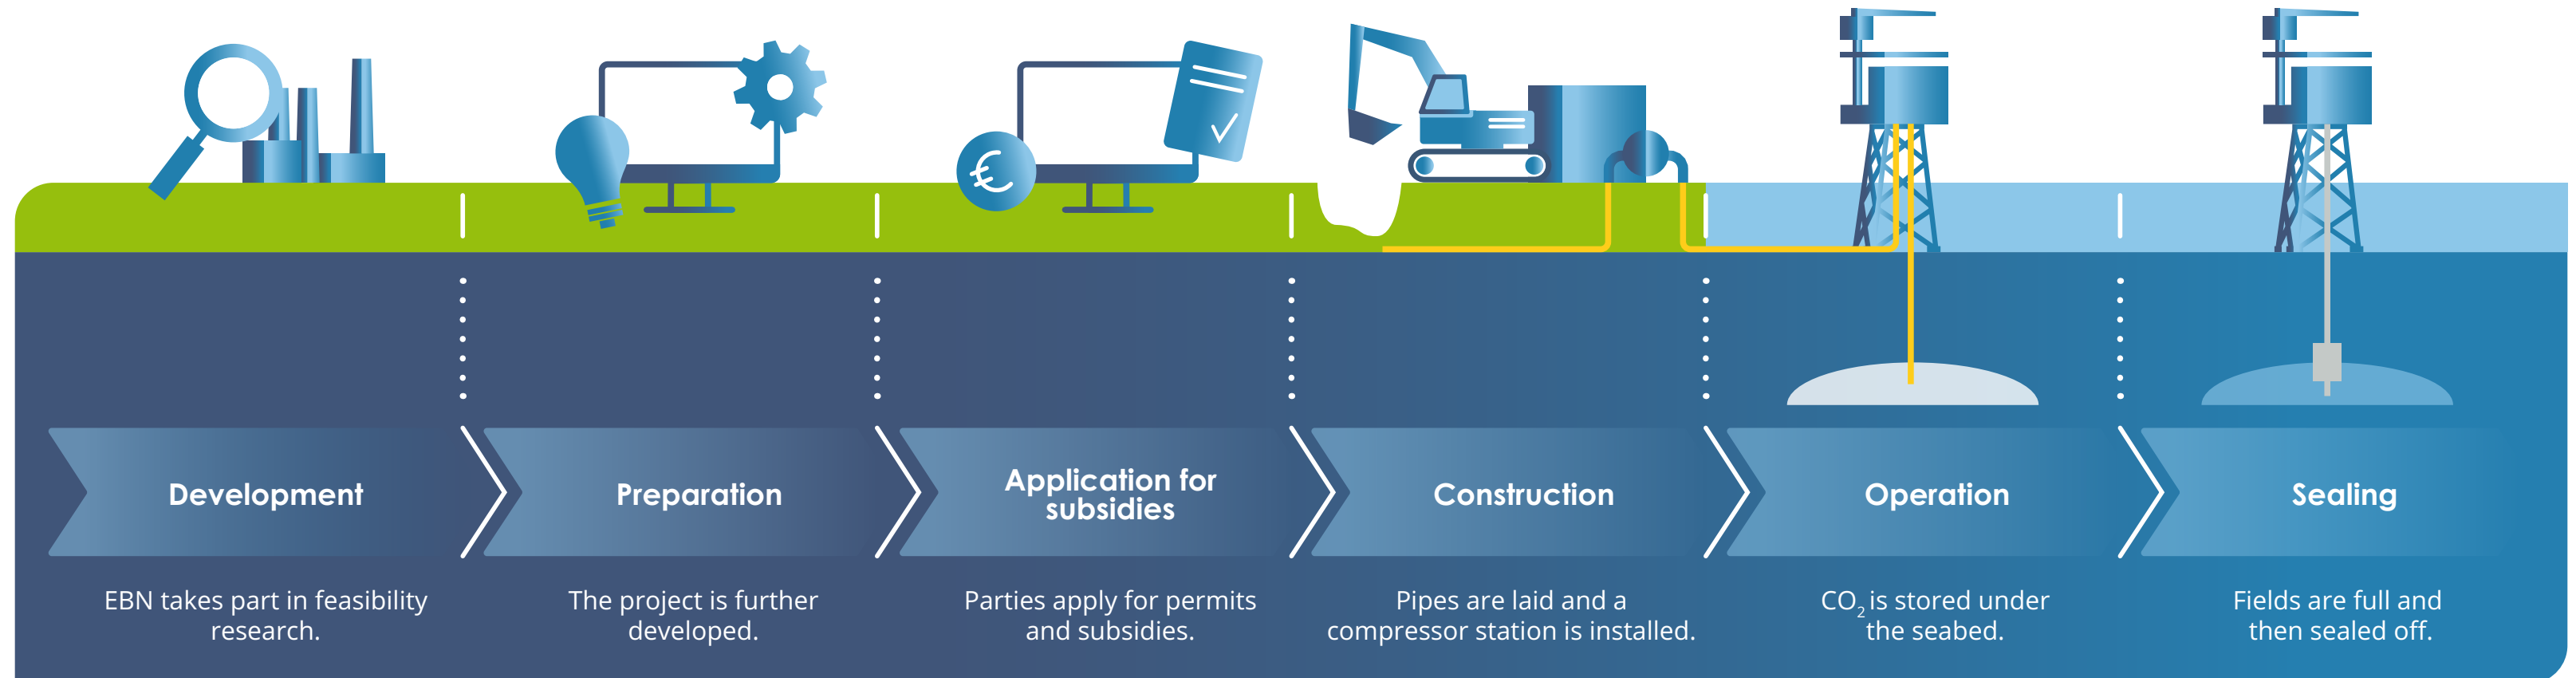 Development
EBN takes part in feasibility
research.
Preparation
The project is further
developed.
Application for
subsidies
Parties apply for permits
and subsidies.
Construction
Pipes are laid and a
compressor station is installed.
Operation
CO₂ is stored under
the seabed.
Sealing
Fields are full and
then sealed off.
€